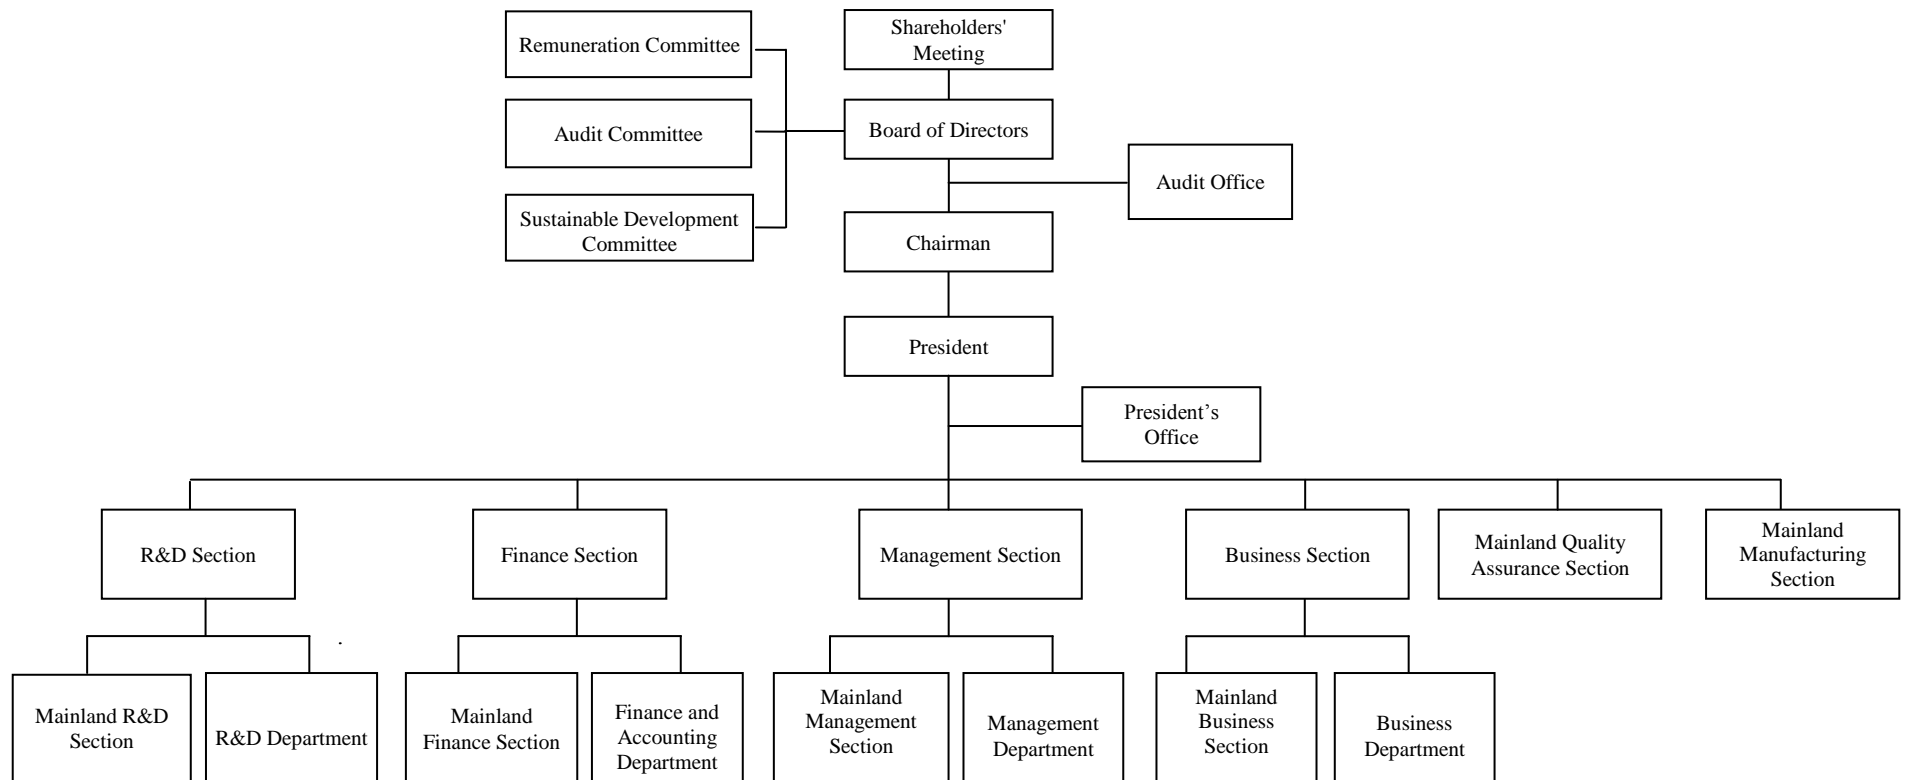 Remuneration Committee
Shareholders'
Meeting
Audit Committee
Board of Directors
Audit Office
Sustainable Development
Committee
Chairman
President
President’s
Office
R&D Section
Finance Section
Management Section
Business Section
Mainland Quality
Assurance Section
Mainland
Manufacturing
Section
Mainland R&D
Section
R&D Department
Mainland
Finance Section
Finance and
Accounting
Department
Mainland
Management
Section
Management
Department
Mainland
Business
Section
Business
Department